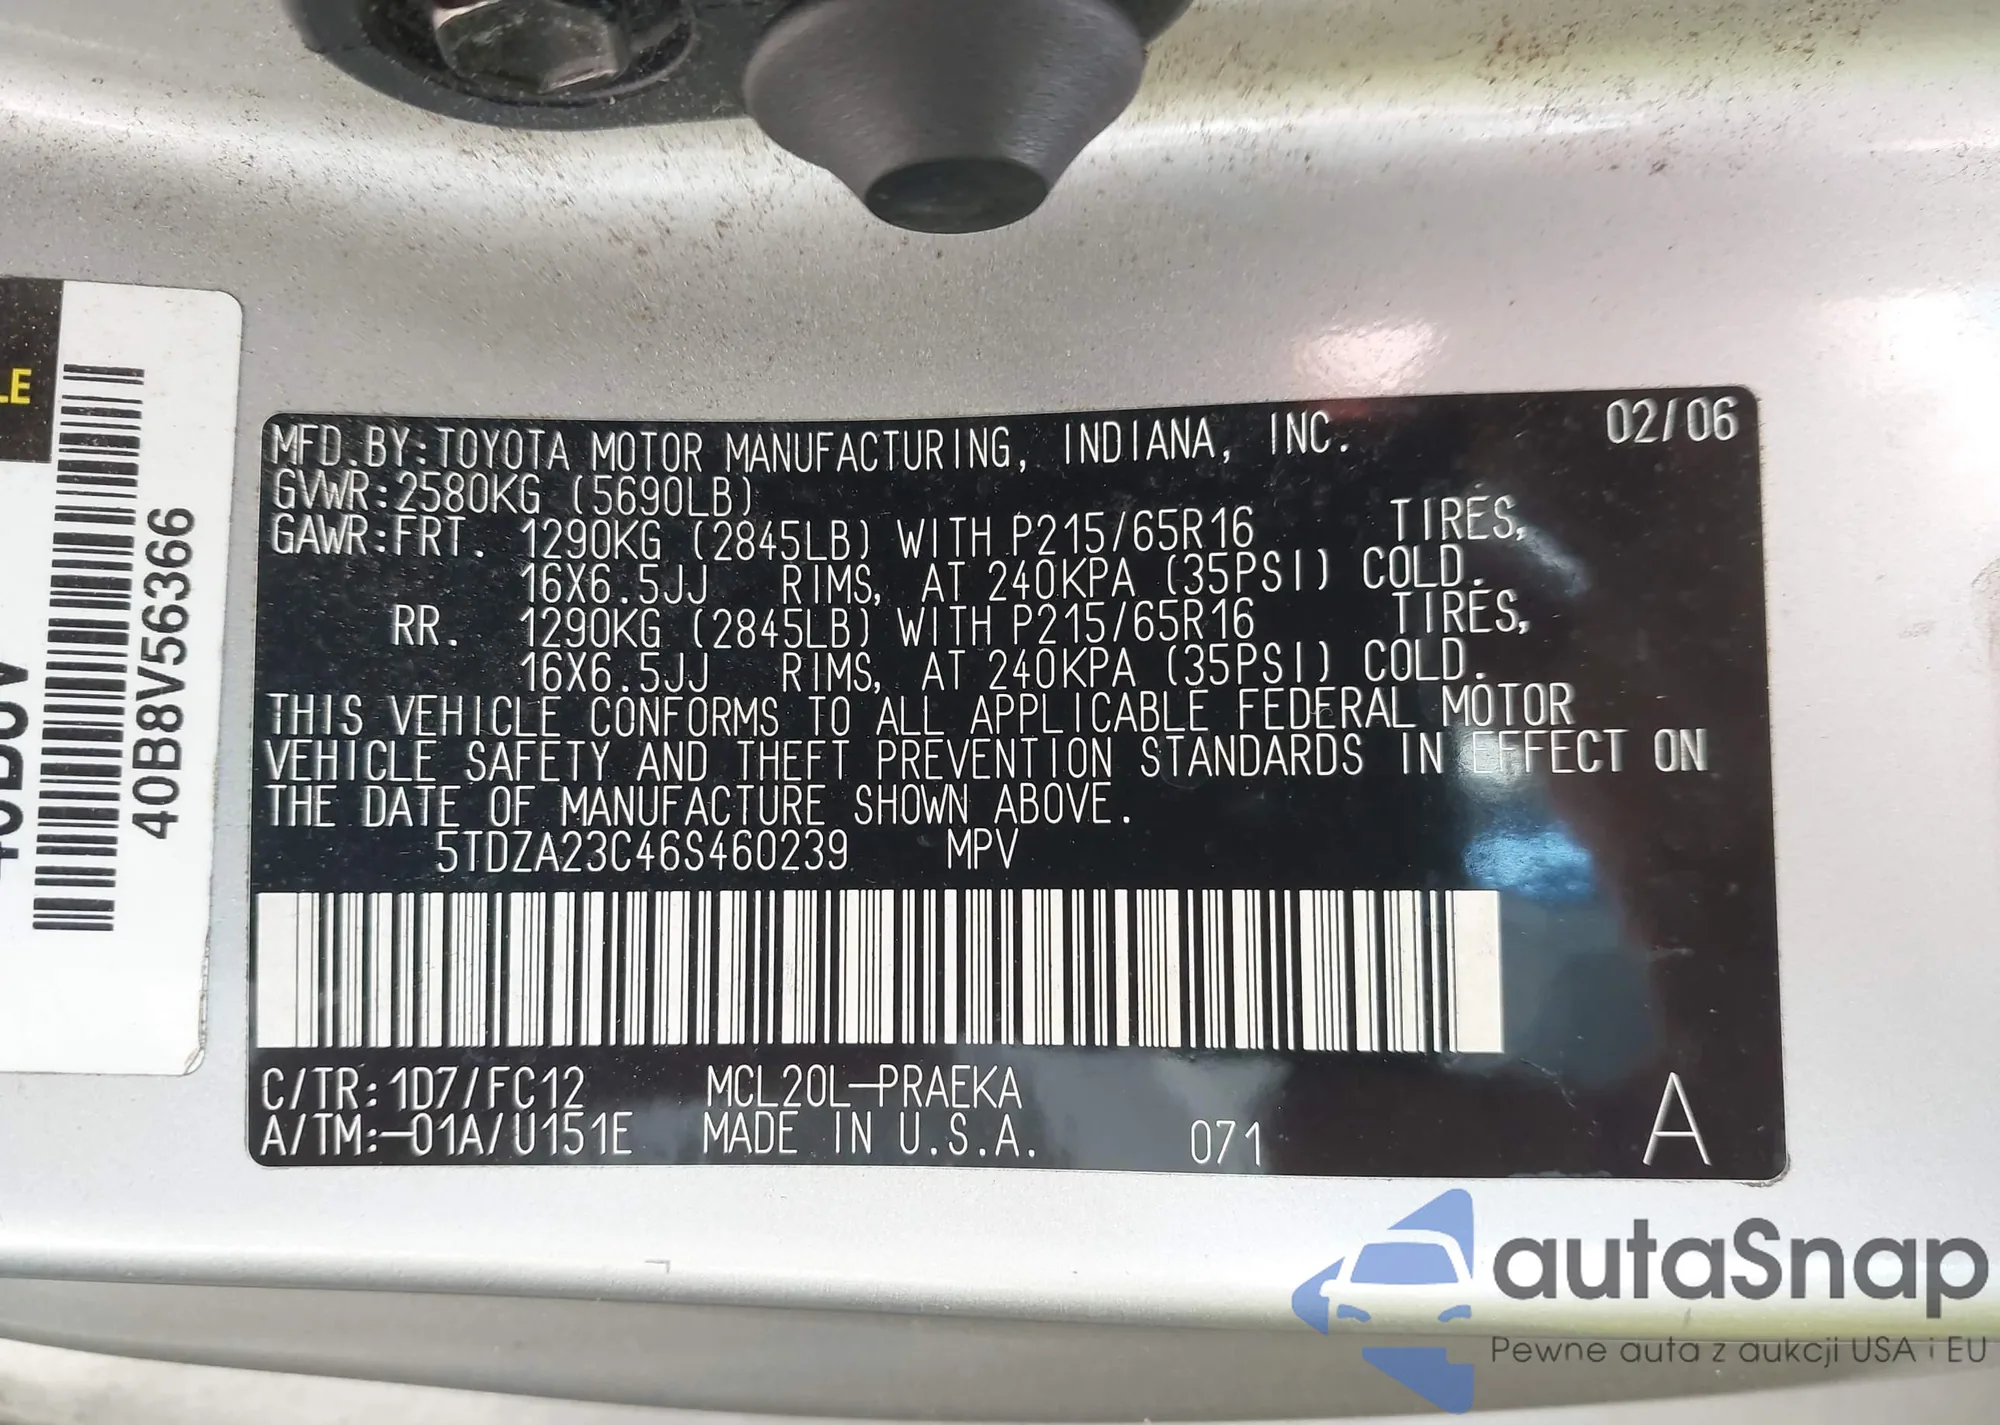 LE
40B8V56366
MFD.BY:TOYOTA MOTOR MANUFACTURING, INDIANA, INC. 02/06
GVWR:2580KG (5690LB)
GAWR:FRT. 1290KG (2845LB) WITH P215/65R16 TIRES,
16X6.5JJ RIMS, AT 240KPA (35PSI) COLD.
RR. 1290KG (2845LB) WITH P215/65R16 TIRES,
16X6.5JJ RIMS, AT 240KPA (35PSI) COLD.
THIS VEHICLE CONFORMS TO ALL APPLICABLE FEDERAL MOTOR
VEHICLE SAFETY AND THEFT PREVENTION STANDARDS IN EFFECT ON
THE DATE OF MANUFACTURE SHOWN ABOVE.
5TDZA23C46S460239 MPV
C/TR:1D7/FC12 MCL20L-PRAEKA
A/TM:-01A/U151E MADE IN U.S.A. 071 A
autaSnap
Pewne auta z aukcji USA i EU